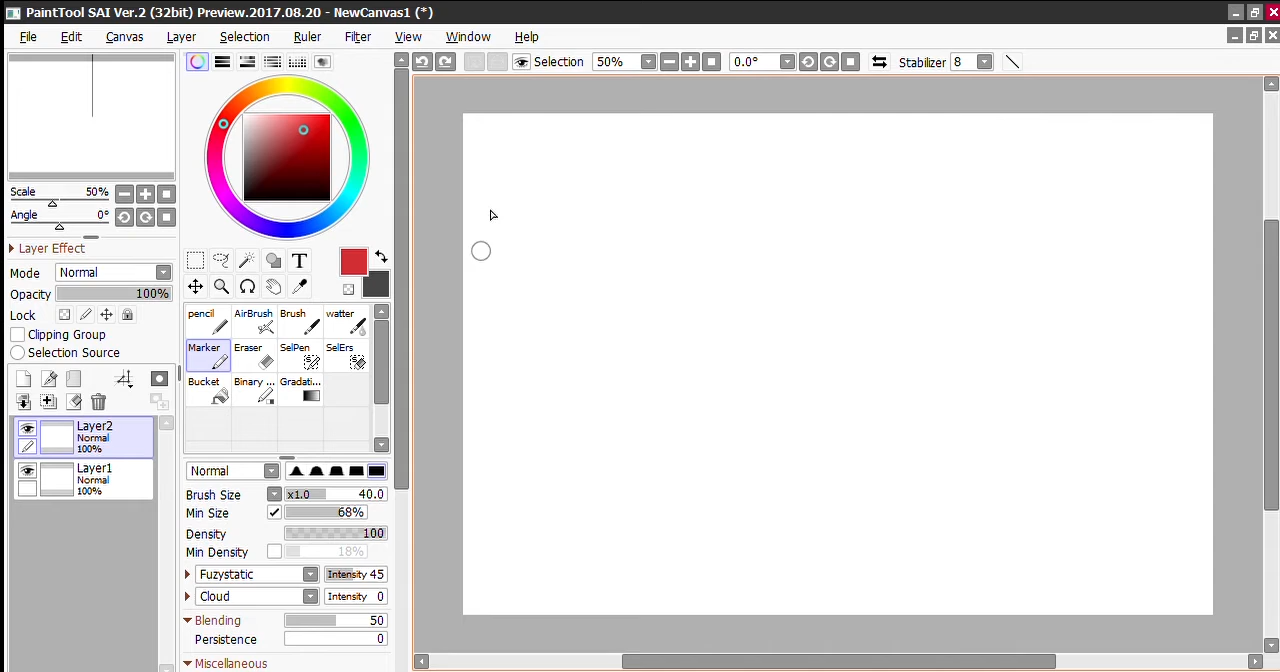 PaintTool SAI Ver.2 (32bit) Preview.2017.08.20 - NewCanvas1 (*)
File Edit Canvas Layer Selection Ruler Filter View Window Help
Selection 50% 0.0° Stabilizer 8
Scale 50%
Angle 0°
Layer Effect
Mode Normal
Opacity 100%
Lock
Clipping Group
Selection Source
Layer2
Normal
100%
Layer1
Normal
100%
T
pencil AirBrush Brush watter
Marker Eraser SelPen SelErs
Bucket Binary ... Gradati...
Normal
Brush Size x1.0 40.0
Min Size 68%
Density 100
Min Density 18%
Fuzystatic Intensity 45
Cloud Intensity 0
Blending 50
Persistence 0
Miscellaneous